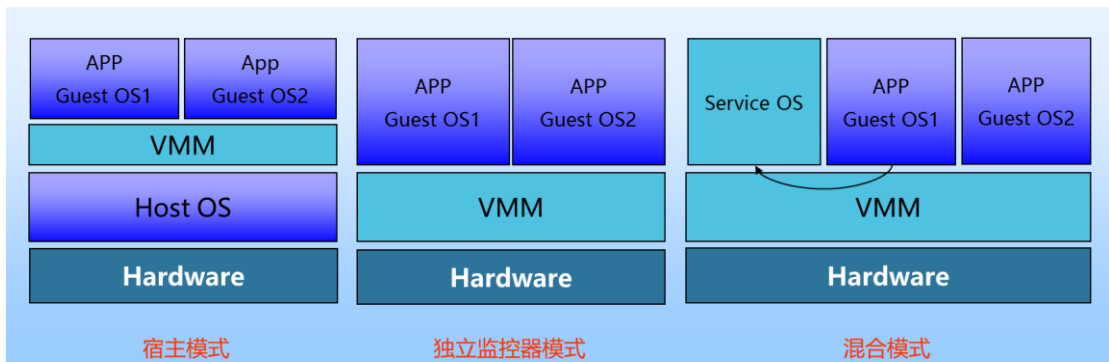 APP
Guest OS1
App
Guest OS2
VMM
Host OS
Hardware
宿主模式
APP
Guest OS1
APP
Guest OS2
VMM
Hardware
独立监控器模式
Service OS
APP
Guest OS1
APP
Guest OS2
VMM
Hardware
混合模式